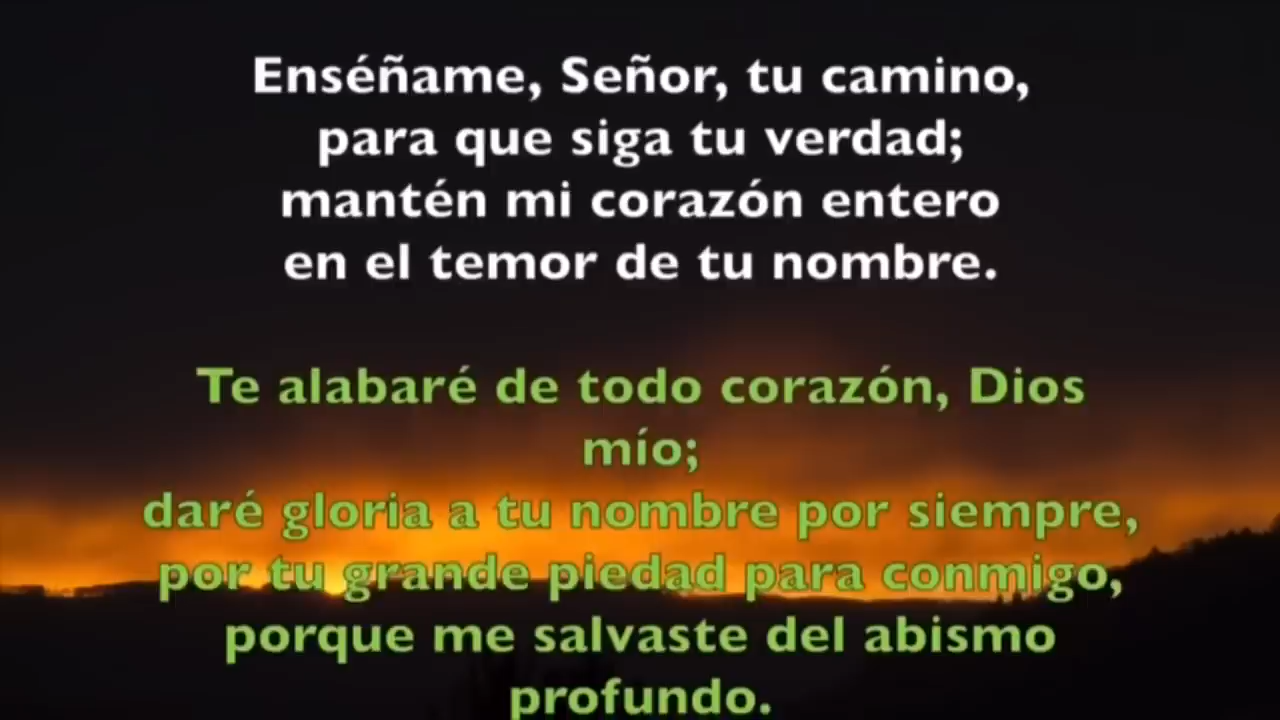 Enséñame, Señor, tu camino,
para que siga tu verdad;
mantén mi corazón entero
en el temor de tu nombre.
Te alabaré de todo corazón, Dios
mío;
daré gloria a tu nombre por siempre,
por tu grande piedad para conmigo,
porque me salvaste del abismo
profundo.